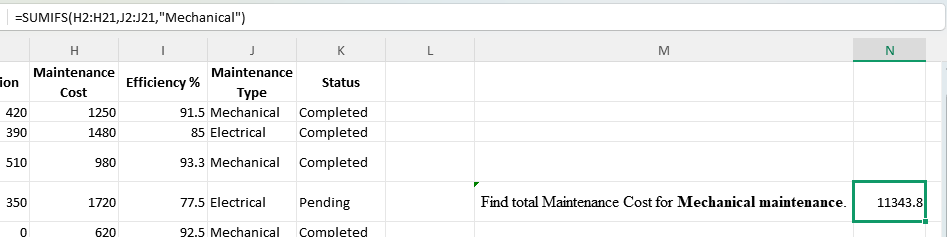 =SUMIFS(H2:H21,J2:J21,"Mechanical")
H I J K L M N
ion Maintenance Cost Efficiency % Maintenance Type Status
420 1250 91.5 Mechanical Completed
390 1480 85 Electrical Completed
510 980 93.3 Mechanical Completed
350 1720 77.5 Electrical Pending Find total Maintenance Cost for Mechanical maintenance. 11343.8
0 620 92.5 Mechanical Completed